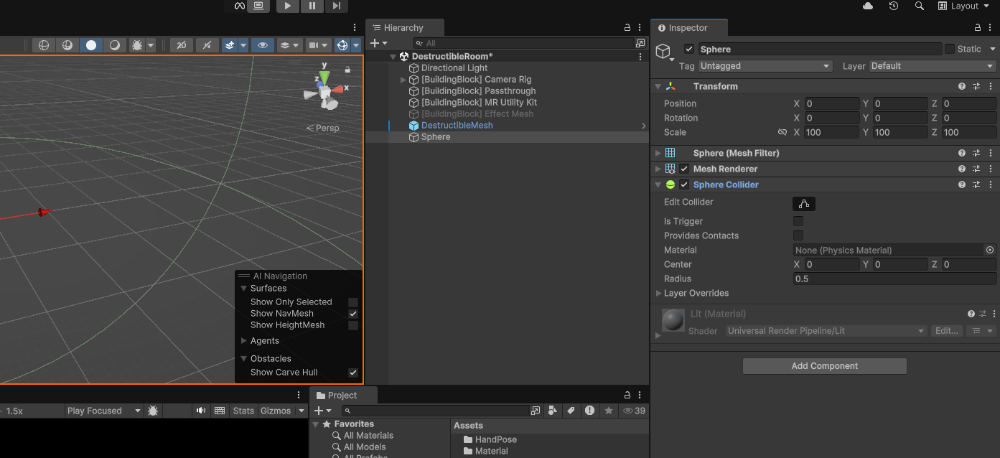 Layout
Hierarchy
Inspector
All
2D
Sphere
Static
DestructibleRoom*
Tag Untagged Layer Default
Directional Light
[BuildingBlock] Camera Rig
[BuildingBlock] Passthrough
[BuildingBlock] MR Utility Kit
[BuildingBlock] Effect Mesh
DestructibleMesh
Sphere
y
z
x
Persp
Transform
Position X 0 Y 0 Z 0
Rotation X 0 Y 0 Z 0
Scale X 100 Y 100 Z 100
Sphere (Mesh Filter)
Mesh Renderer
Sphere Collider
Edit Collider
Is Trigger
Provides Contacts
Material None (Physics Material)
Center X 0 Y 0 Z 0
Radius 0.5
Layer Overrides
Lit (Material)
Shader Universal Render Pipeline/Lit Edit...
Add Component
AI Navigation
Surfaces
Show Only Selected
Show NavMesh
Show HeightMesh
Agents
Obstacles
Show Carve Hull
Project
1.5x Play Focused Stats Gizmos
39
Favorites
All Materials
All Models
All Prefabs
Assets
HandPose
Material